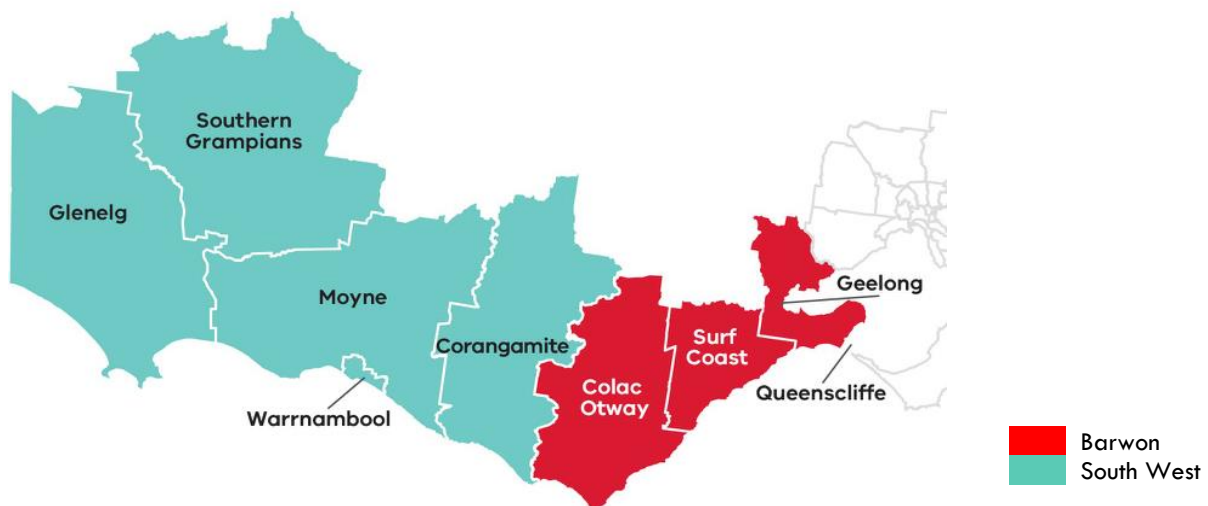 Southern
Grampians
Glenelg
Moyne
Geelong
Surf
Coast
Corangamite
Colac
Otway
Queenscliffe
Warrnambool
Barwon
South West